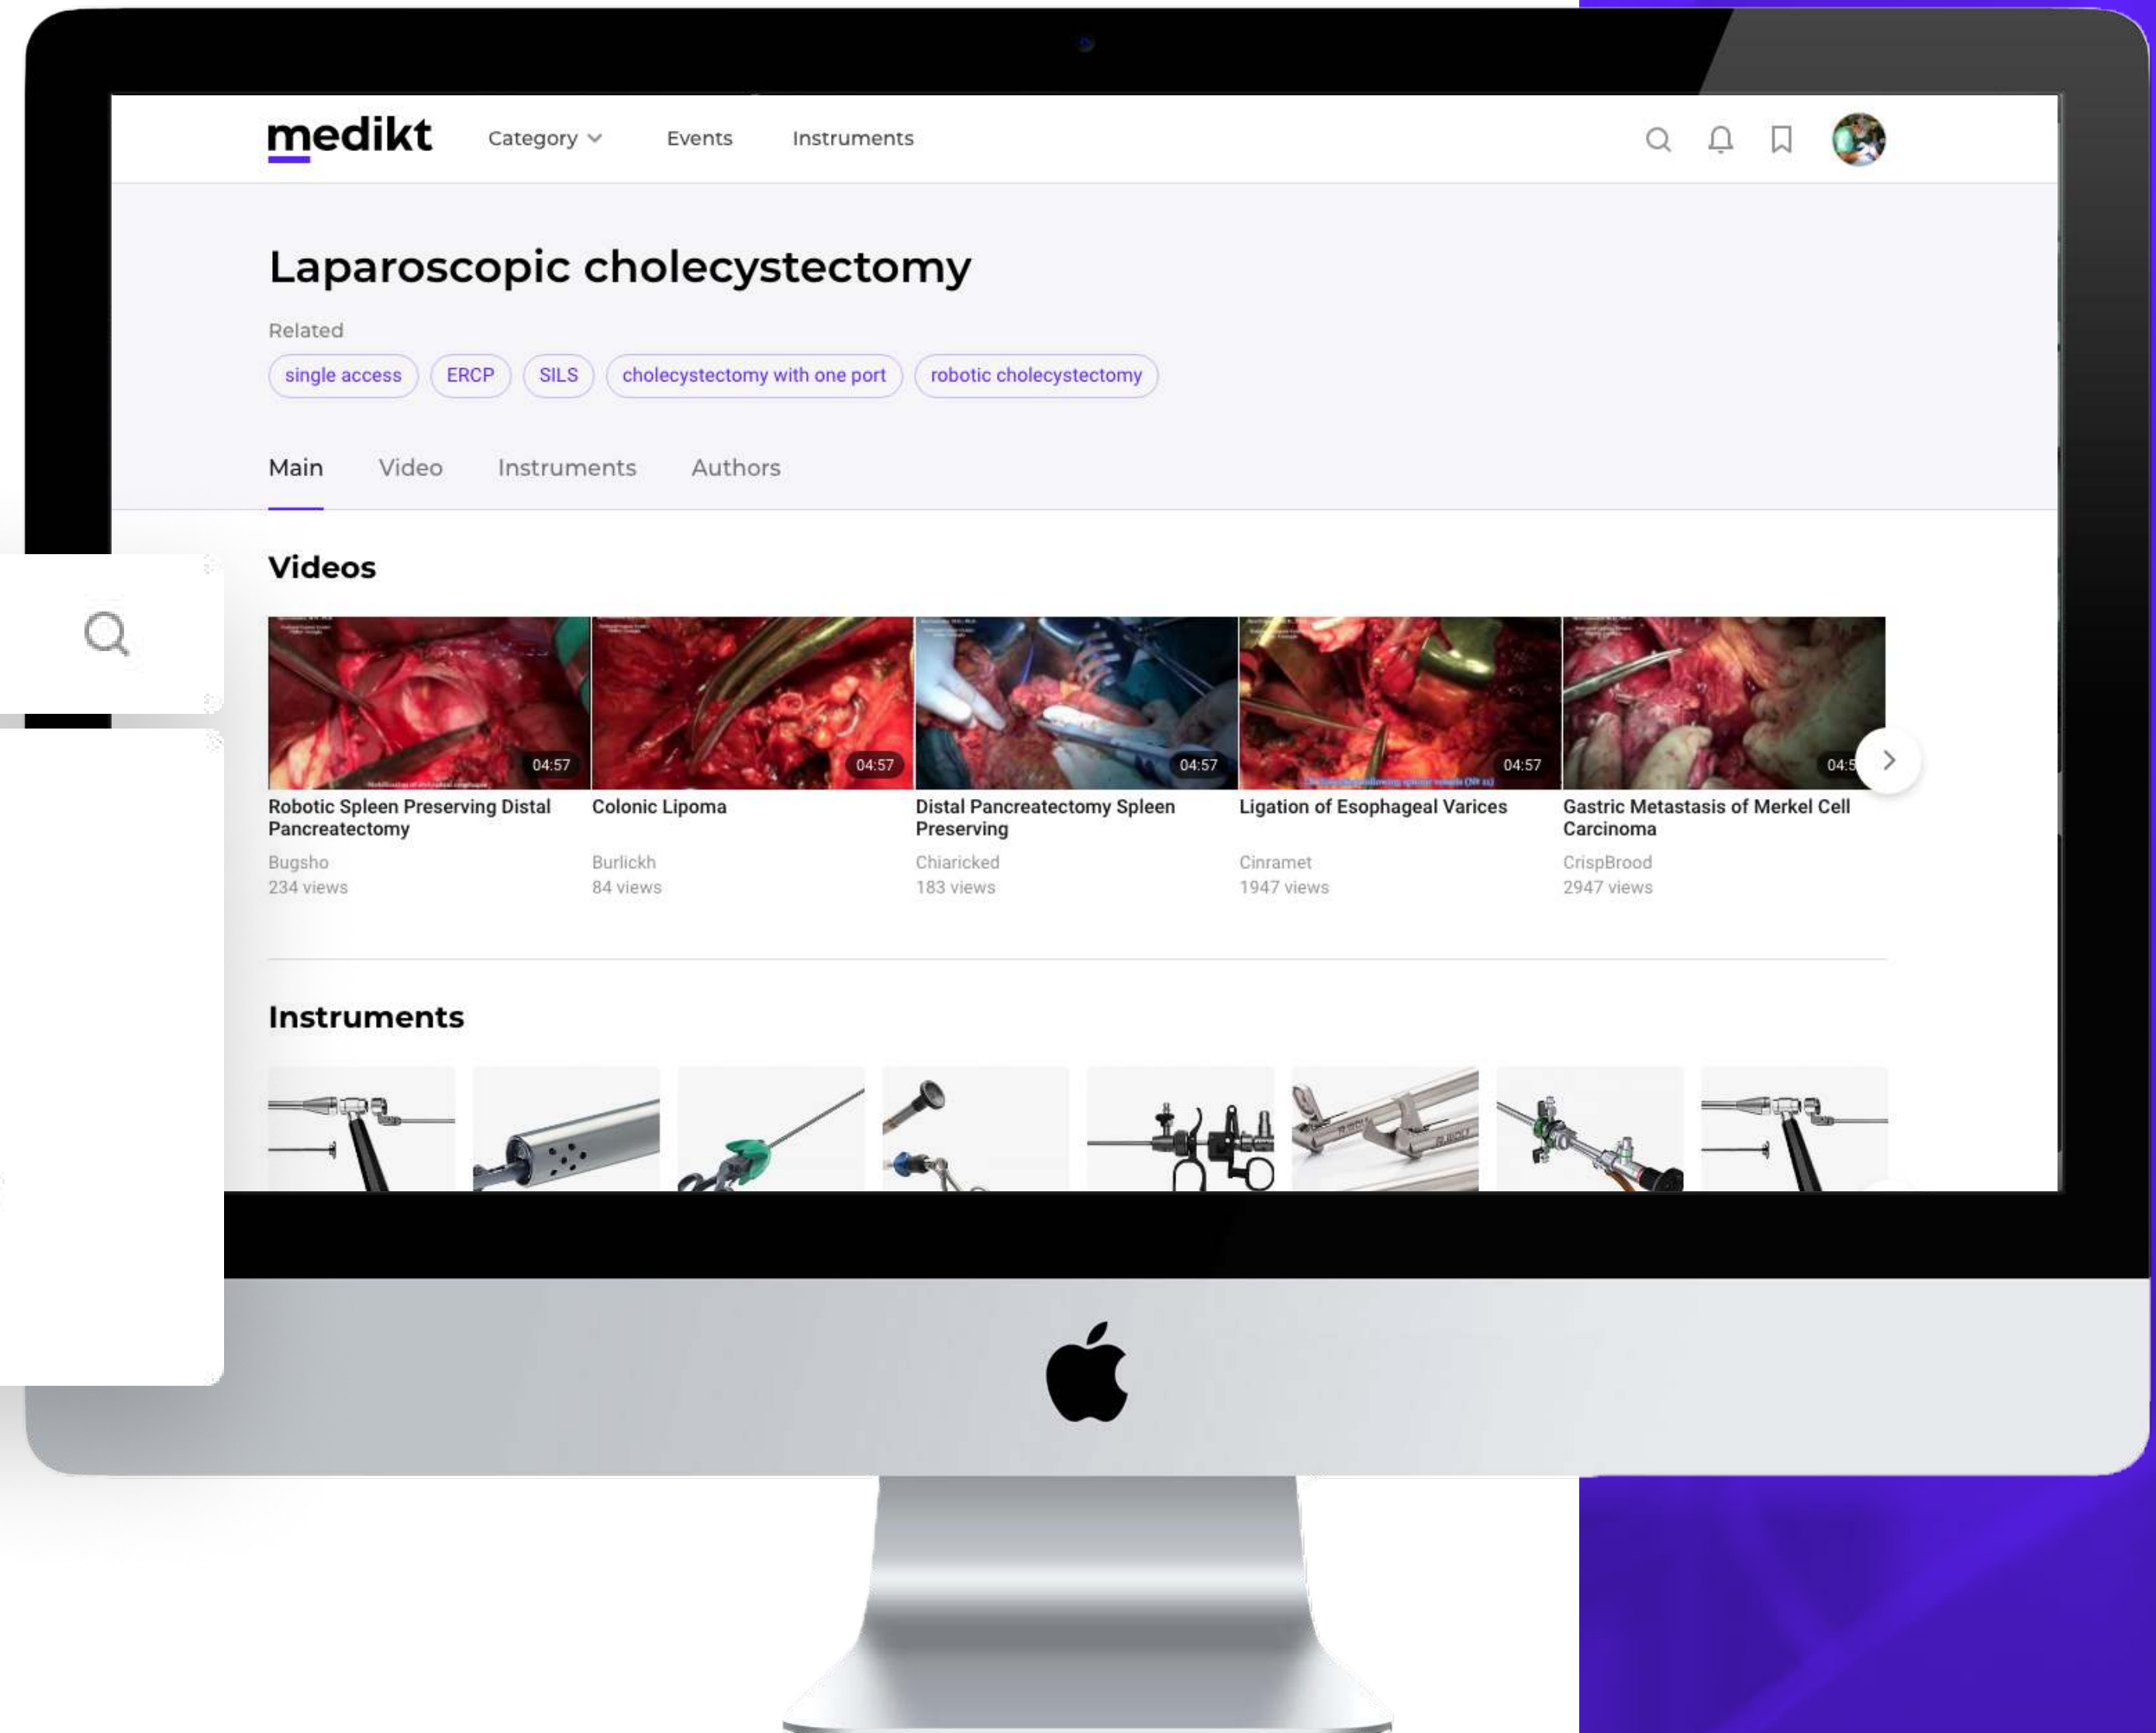 medikt
Category
Events
Instruments
Laparoscopic cholecystectomy
Related
single access
ERCP
SILS
cholecystectomy with one port
robotic cholecystectomy
Main
Video
Instruments
Authors
Videos
04:57
04:57
04:57
04:57
04:5
Robotic Spleen Preserving Distal
Pancreatectomy
Bugsho
234 views
Colonic Lipoma
Burlickh
84 views
Distal Pancreatectomy Spleen
Preserving
Chiaricked
183 views
Ligation of Esophageal Varices
Cinramet
1947 views
Gastric Metastasis of Merkel Cell
Carcinoma
CrispBrood
2947 views
Instruments